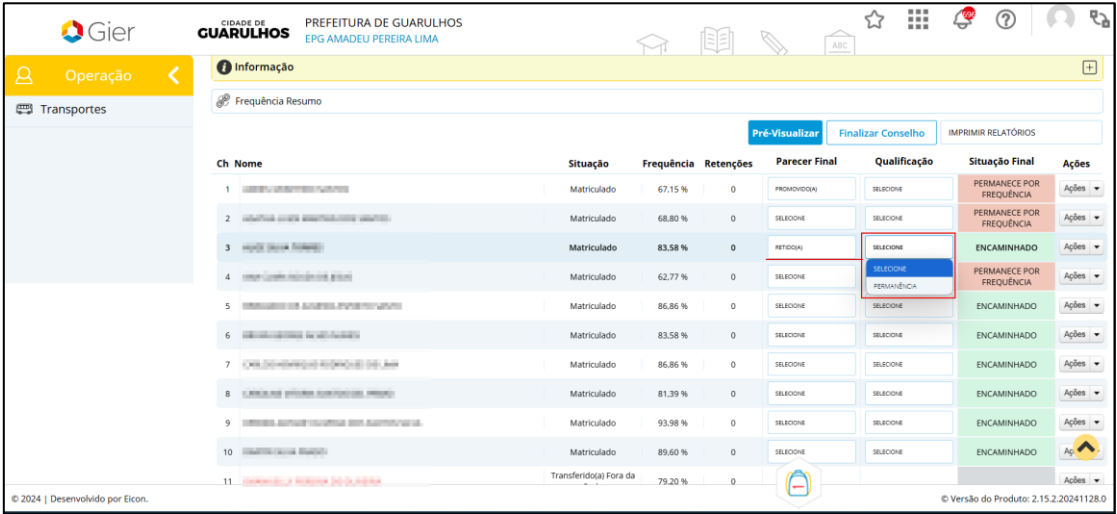 Gier
CIDADE DE
GUARULHOS
PREFEITURA DE GUARULHOS
EPG AMADEU PEREIRA LIMA
ABC
?
Operação
Transportes
Informação
Frequência Resumo
Pré-Visualizar Finalizar Conselho IMPRIMIR RELATÓRIOS
Ch Nome Situação Frequência Retenções Parecer Final Qualificação Situação Final Ações
1 Matriculado 67,15 % 0 PROMOVIDO(A) SELECIONE PERMANECE POR FREQUÊNCIA Ações
2 Matriculado 68,80 % 0 SELECIONE SELECIONE PERMANECE POR FREQUÊNCIA Ações
3 Matriculado 83,58 % 0 RETIDO(A) SELECIONE ENCAMINHADO Ações
SELECIONE
PERMANÊNCIA
4 Matriculado 62,77 % 0 SELECIONE PERMANECE POR FREQUÊNCIA Ações
5 Matriculado 86,86 % 0 SELECIONE SELECIONE ENCAMINHADO Ações
6 Matriculado 83,58 % 0 SELECIONE SELECIONE ENCAMINHADO Ações
7 Matriculado 86,86 % 0 SELECIONE SELECIONE ENCAMINHADO Ações
8 Matriculado 81,39 % 0 SELECIONE SELECIONE ENCAMINHADO Ações
9 Matriculado 93,98 % 0 SELECIONE SELECIONE ENCAMINHADO Ações
10 Matriculado 89,60 % 0 SELECIONE SELECIONE ENCAMINHADO
11 Transferido(a) Fora da 79,20 % 0 Ações
© 2024 | Desenvolvido por Eicon.
© Versão do Produto: 2.15.2.20241128.0